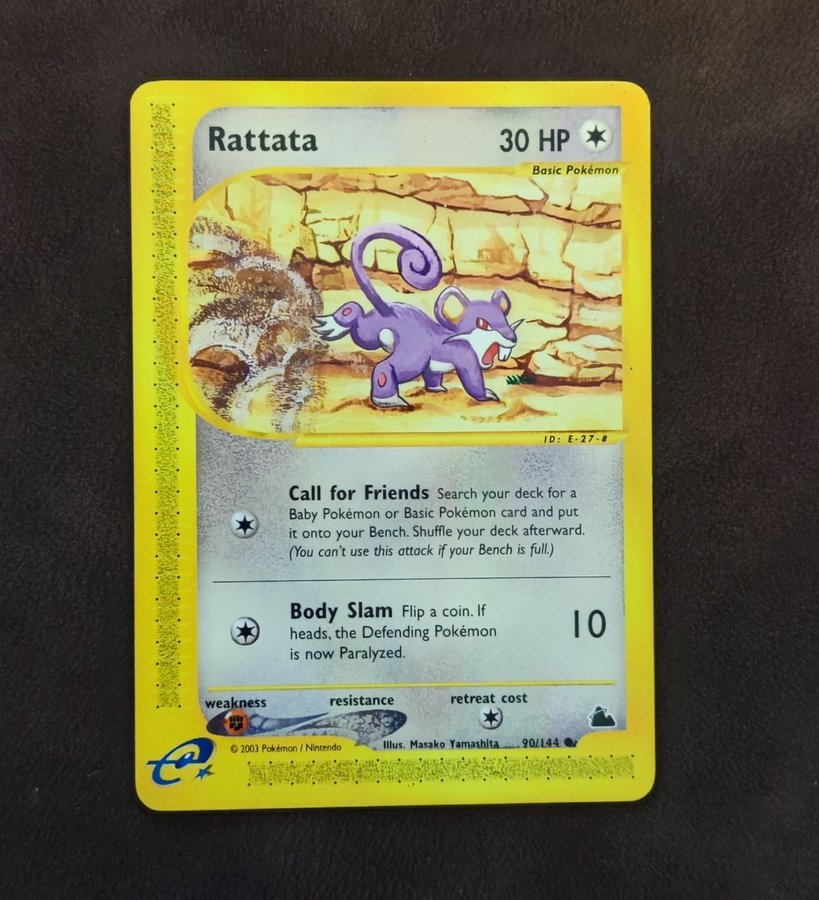 Rattata 30 HP
Basic Pokémon
ID: E-27-#
Call for Friends Search your deck for a
Baby Pokémon or Basic Pokémon card and put
it onto your Bench. Shuffle your deck afterward.
(You can't use this attack if your Bench is full.)
Body Slam Flip a coin. If
heads, the Defending Pokémon
is now Paralyzed.
10
weakness resistance retreat cost
© 2003 Pokémon / Nintendo Illus. Masako Yamashita 90/144
e